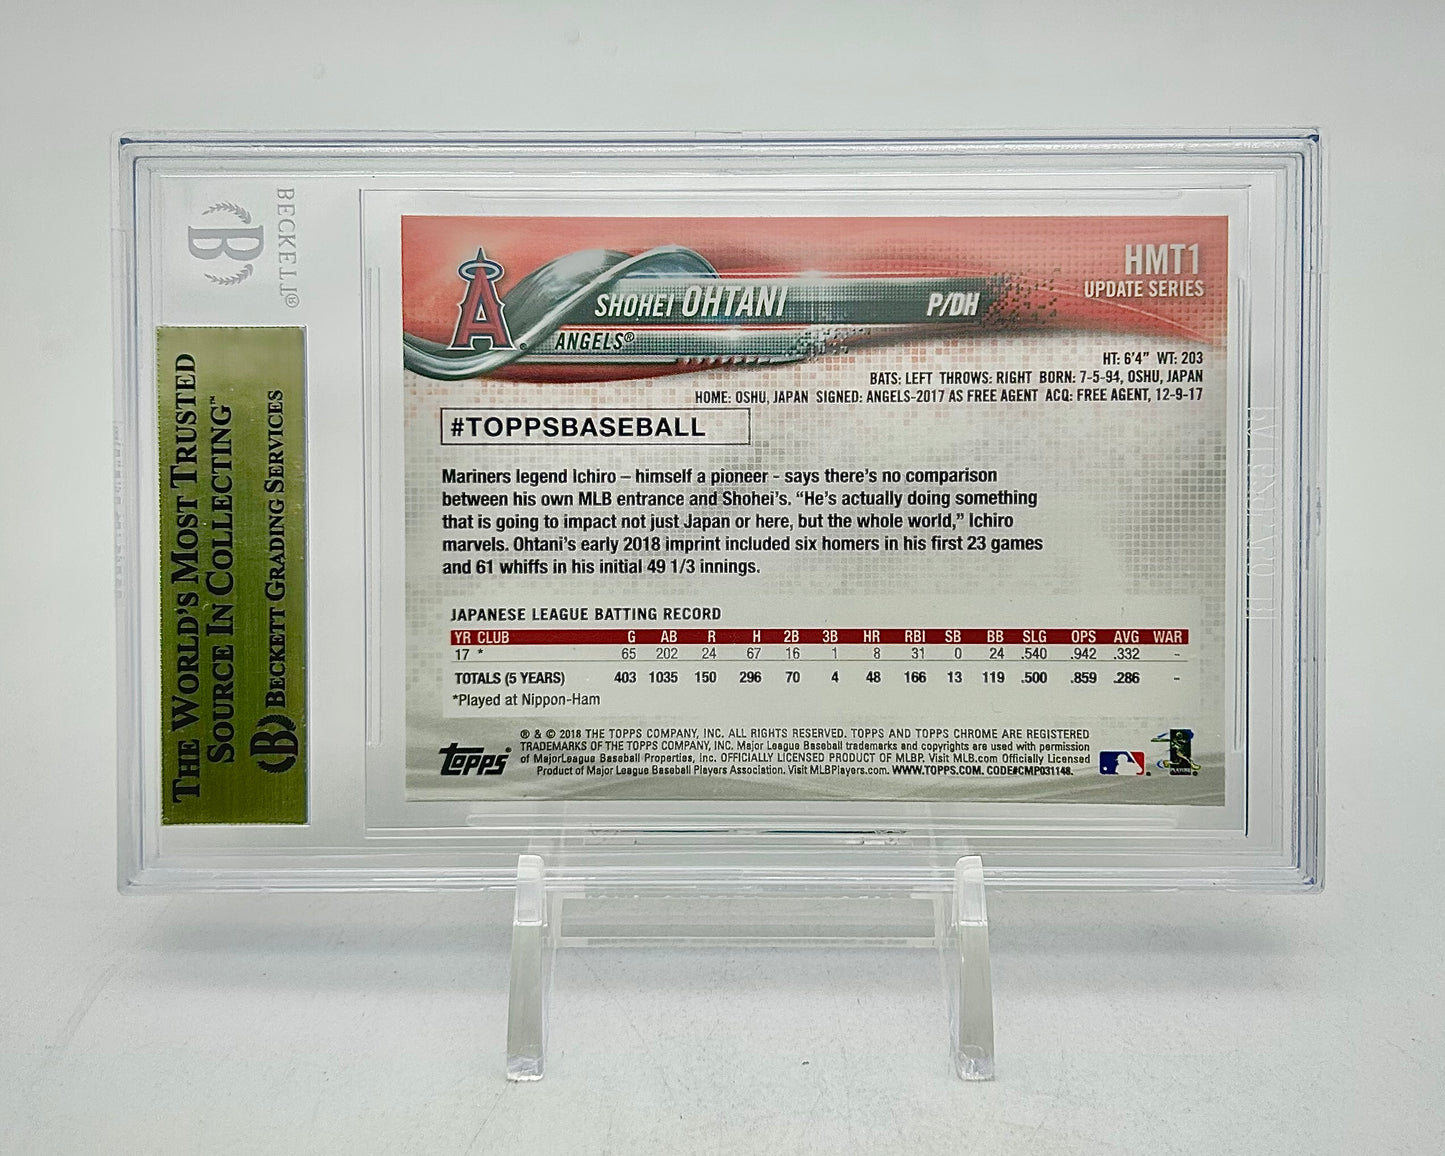 BECKETT®
B
THE WORLD'S MOST TRUSTED
SOURCE IN COLLECTING™
B BECKETT GRADING SERVICES
HMT1
UPDATE SERIES
A
SHOHEI OHTANI
P/DH
ANGELS®
HT: 6'4" WT: 203
BATS: LEFT THROWS: RIGHT BORN: 7-5-94, OSHU, JAPAN
HOME: OSHU, JAPAN SIGNED: ANGELS-2017 AS FREE AGENT ACQ: FREE AGENT, 12-9-17
#TOPPSBASEBALL
Mariners legend Ichiro – himself a pioneer - says there's no comparison
between his own MLB entrance and Shohei's. “He's actually doing something
that is going to impact not just Japan or here, but the whole world,” Ichiro
marvels. Ohtani's early 2018 imprint included six homers in his first 23 games
and 61 whiffs in his initial 49 1/3 innings.
JAPANESE LEAGUE BATTING RECORD
YR CLUB G AB R H 2B 3B HR RBI SB BB SLG OPS AVG WAR
17 * 65 202 24 67 16 1 8 31 0 24 .540 .942 .332 -
TOTALS (5 YEARS) 403 1035 150 296 70 4 48 166 13 119 .500 .859 .286 -
*Played at Nippon-Ham
topps
® & © 2018 THE TOPPS COMPANY, INC. ALL RIGHTS RESERVED. TOPPS AND TOPPS CHROME ARE REGISTERED
TRADEMARKS OF THE TOPPS COMPANY, INC. Major League Baseball trademarks and copyrights are used with permission
of MajorLeague Baseball Properties, Inc. OFFICIALLY LICENSED PRODUCT OF MLBP. Visit MLB.com Officially Licensed
Product of Major League Baseball Players Association. Visit MLBPlayers.com. WWW.TOPPS.COM. CODE#CMP031148.